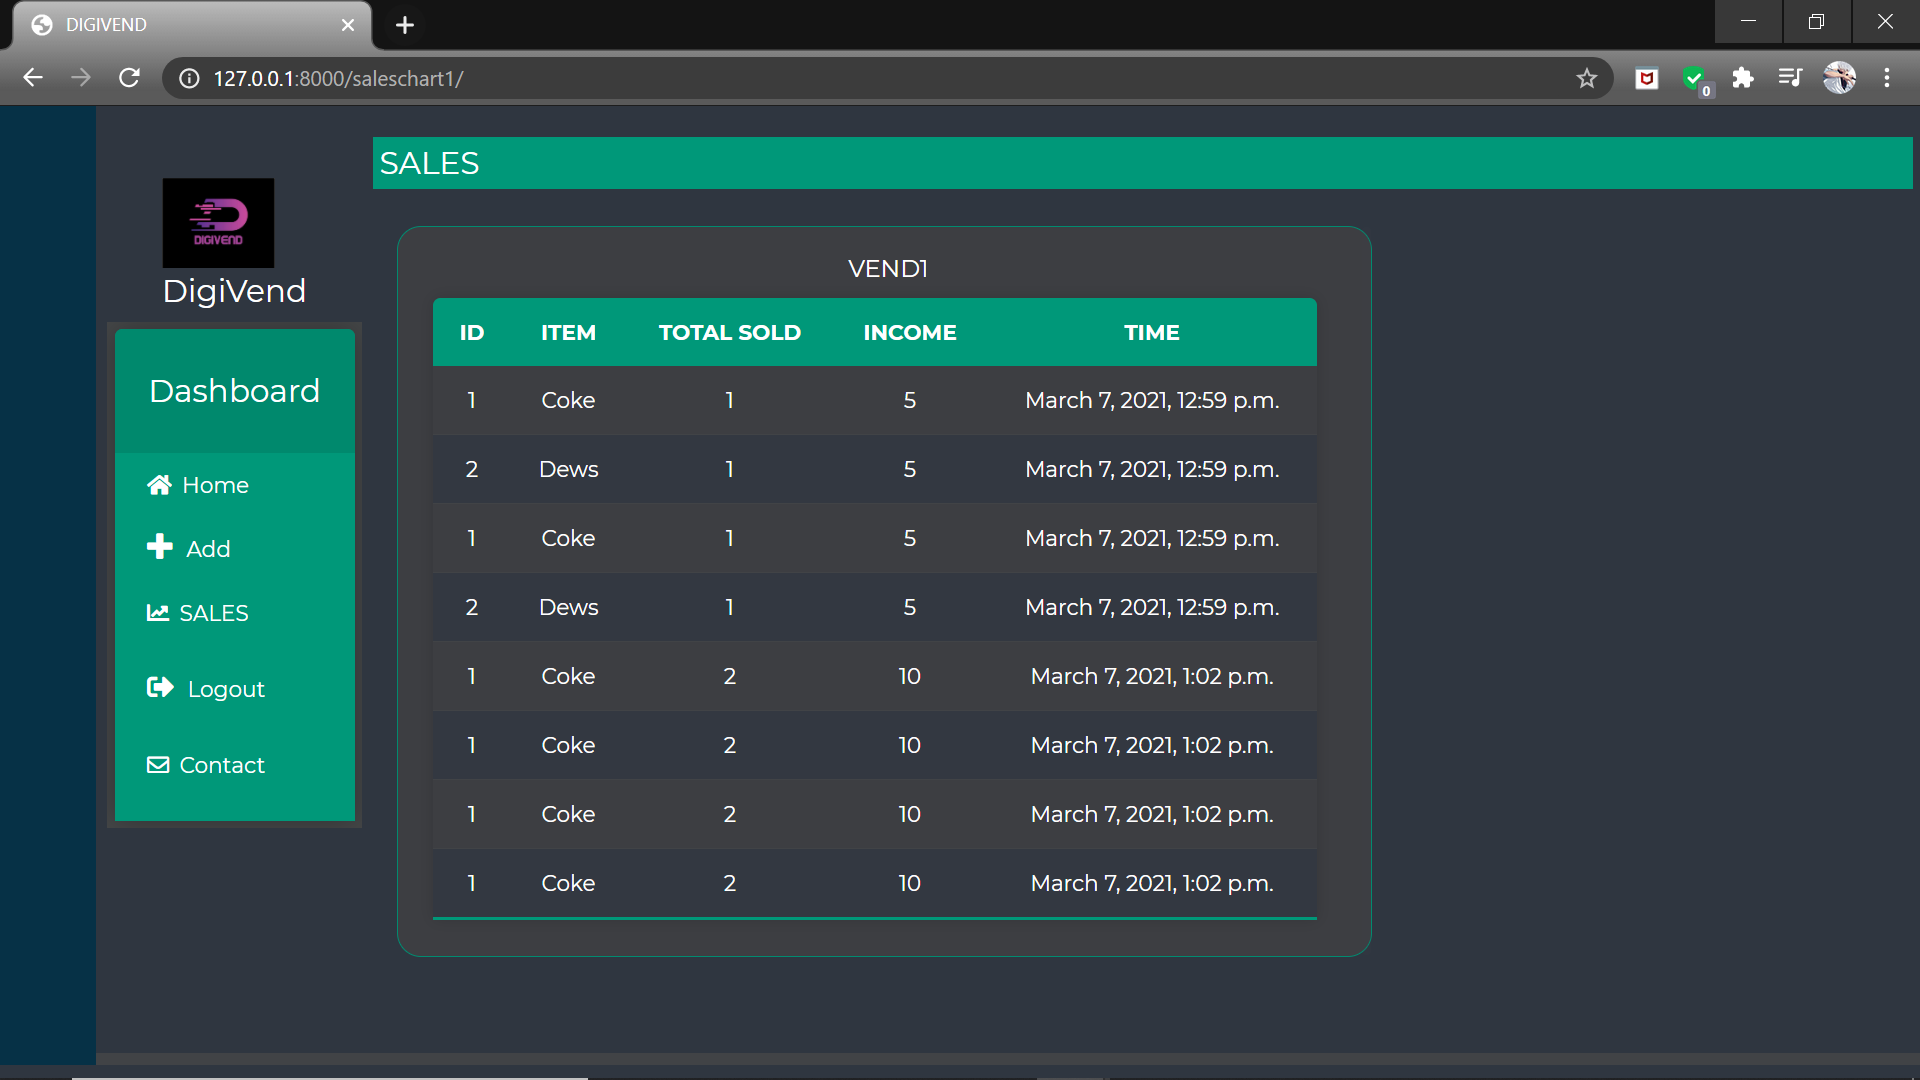 DIGIVEND
127.0.0.1:8000/saleschart1/
0
SALES
DIGIVEND
DigiVend
Dashboard
Home
Add
SALES
Logout
Contact
VEND1
ID ITEM TOTAL SOLD INCOME TIME
1 Coke 1 5 March 7, 2021, 12:59 p.m.
2 Dews 1 5 March 7, 2021, 12:59 p.m.
1 Coke 1 5 March 7, 2021, 12:59 p.m.
2 Dews 1 5 March 7, 2021, 12:59 p.m.
1 Coke 2 10 March 7, 2021, 1:02 p.m.
1 Coke 2 10 March 7, 2021, 1:02 p.m.
1 Coke 2 10 March 7, 2021, 1:02 p.m.
1 Coke 2 10 March 7, 2021, 1:02 p.m.